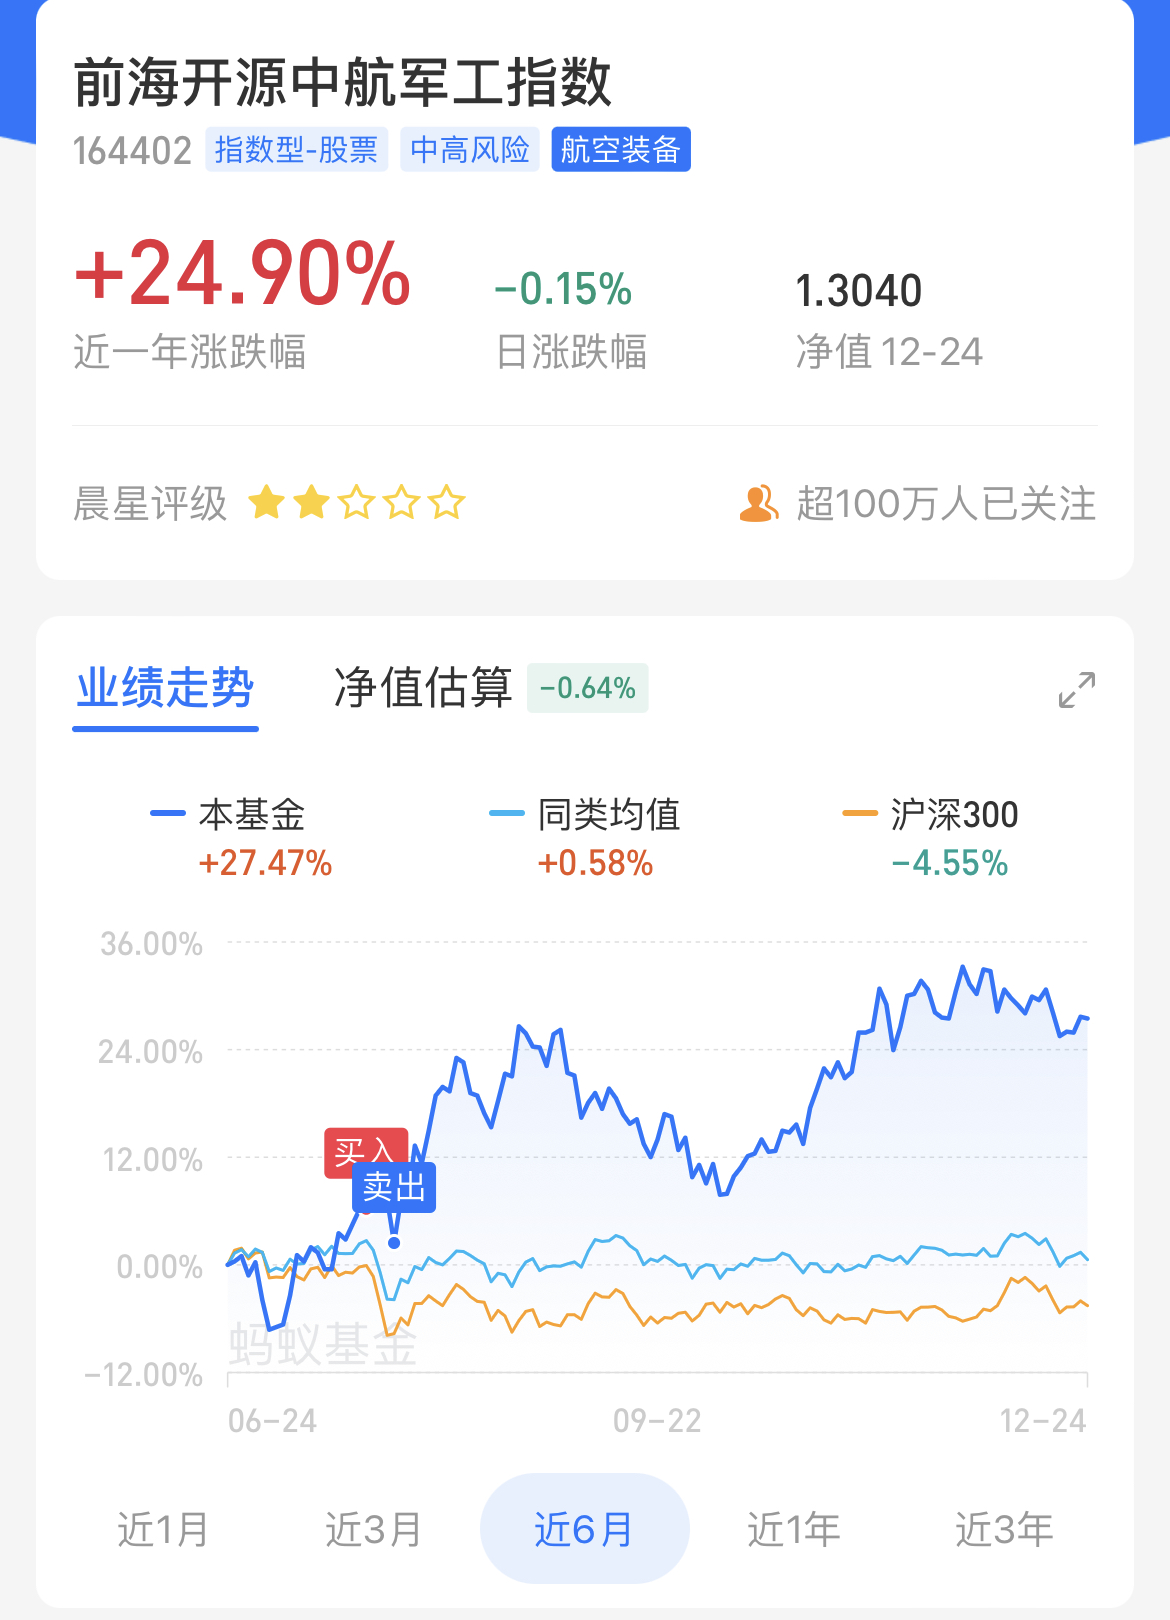 前海开源中航军工指数
164402 指数型-股票 中高风险 航空装备
+24.90% -0.15% 1.3040
近一年涨跌幅 日涨跌幅 净值 12-24
晨星评级 超100万人已关注
业绩走势 净值估算 -0.64%
本基金 同类均值 沪深300
+27.47% +0.58% -4.55%
36.00%
24.00%
12.00%
买入
卖出
0.00%
蚂蚁基金
-12.00%
06-24 09-22 12-24
近1月 近3月 近6月 近1年 近3年